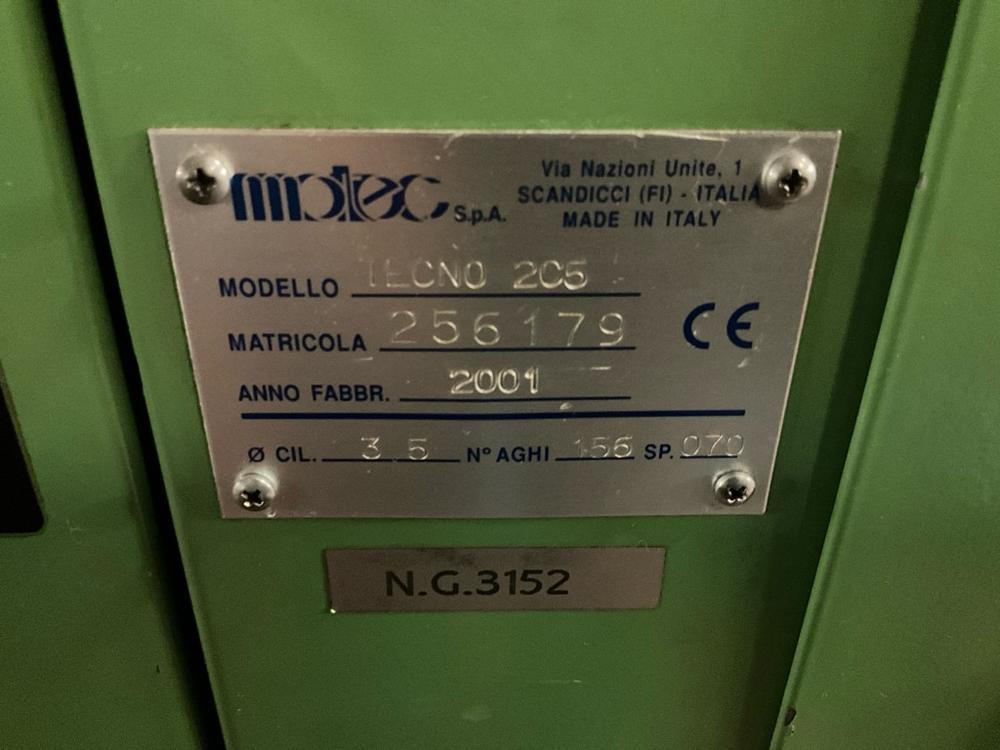 motec S.p.A.
Via Nazioni Unite, 1
SCANDICCI (FI) - ITALIA
MADE IN ITALY
MODELLO TECNO 2C5
MATRICOLA 256179
CE
ANNO FABBR. 2001
Ø CIL. 3 5 Nº AGHI 156 SP. 070
N.G.3152